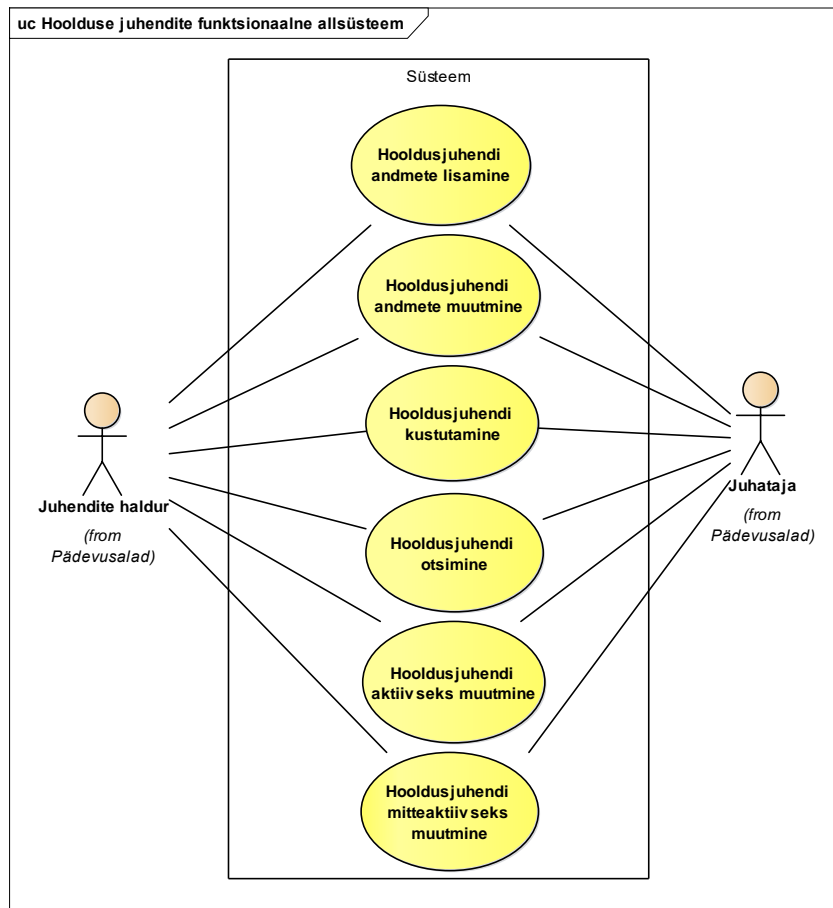 uc Hoolduse juhendite funktsionaalne allsüsteem
Süsteem
Hooldusjuhendi
andmete lisamine
Hooldusjuhendi
andmete muutmine
Hooldusjuhendi
kustutamine
Juhendite haldur
(from
Pädevusalad)
Juhataja
(from
Pädevusalad)
Hooldusjuhendi
otsimine
Hooldusjuhendi
aktiivseks muutmine
Hooldusjuhendi
mitteaktiivseks
muutmine